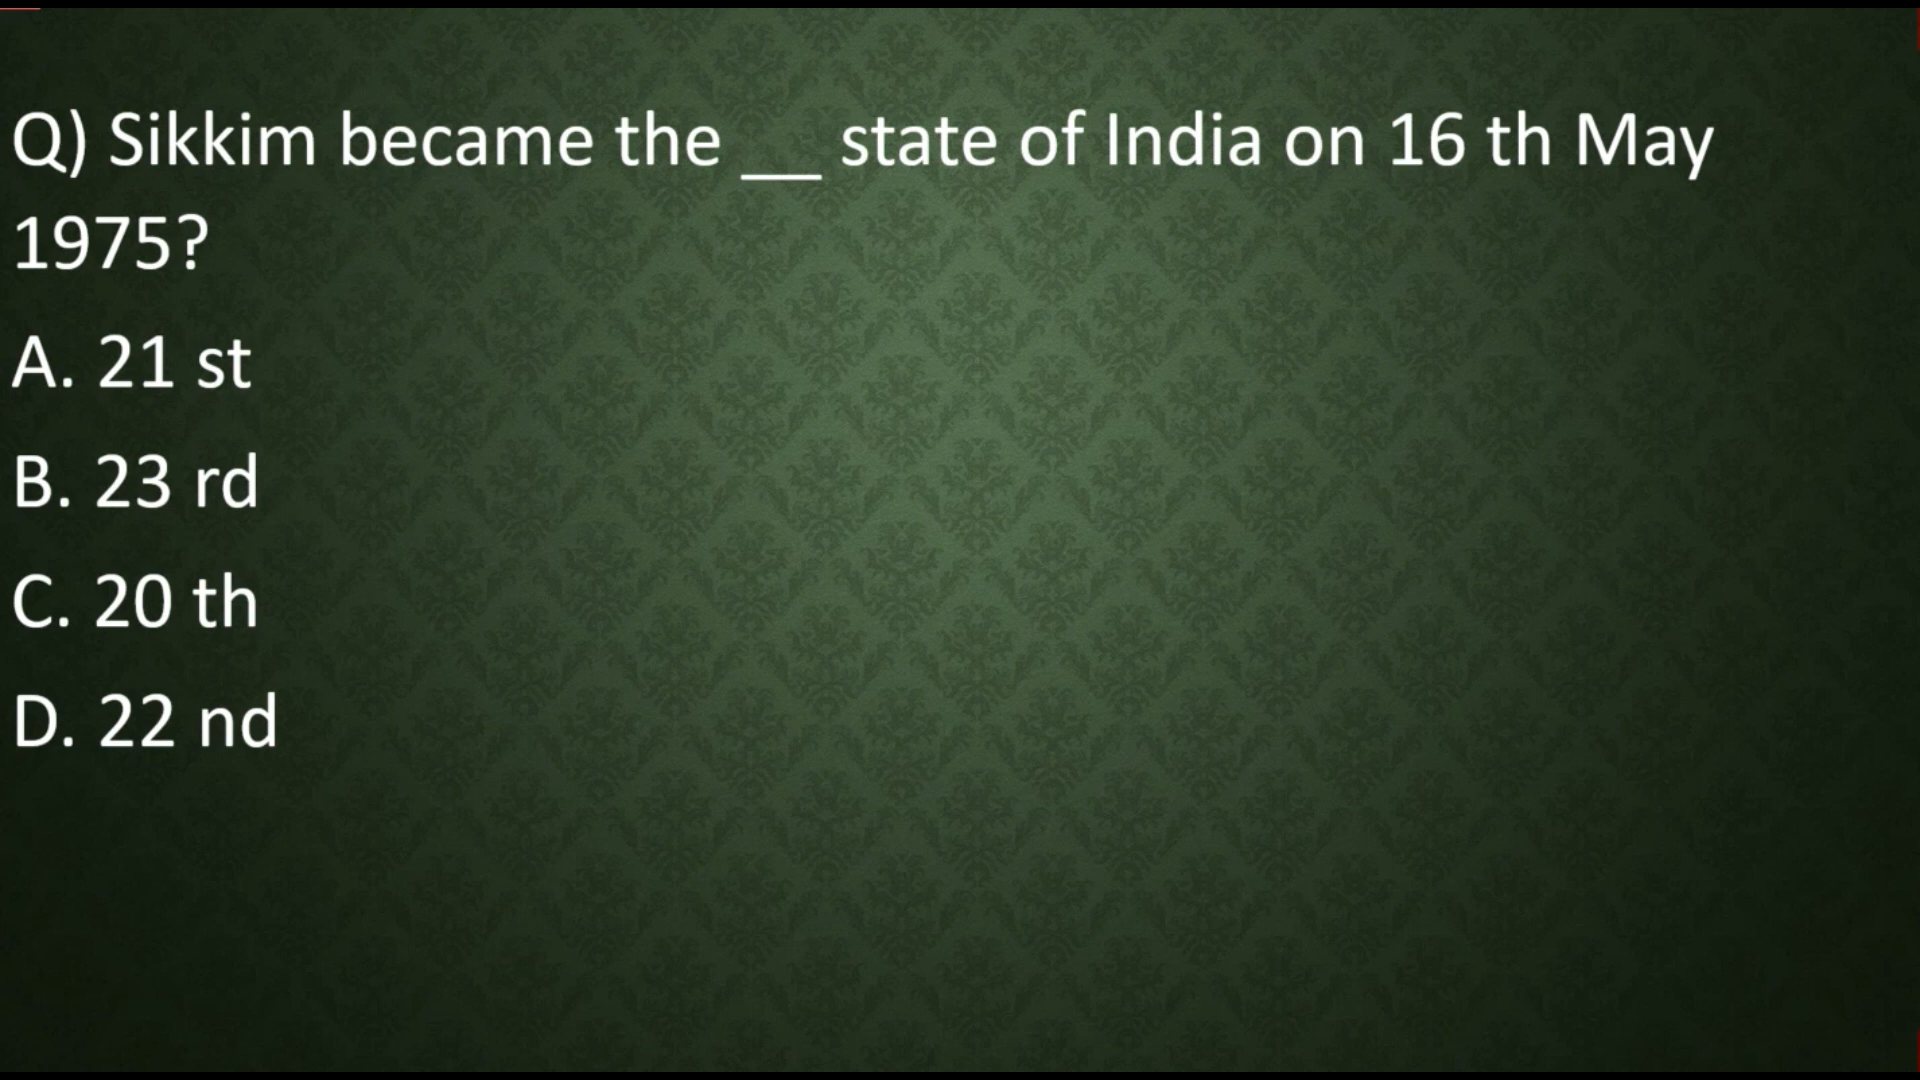 Q) Sikkim became the __ state of India on 16 th May
1975?
A. 21 st
B. 23 rd
C. 20 th
D. 22 nd